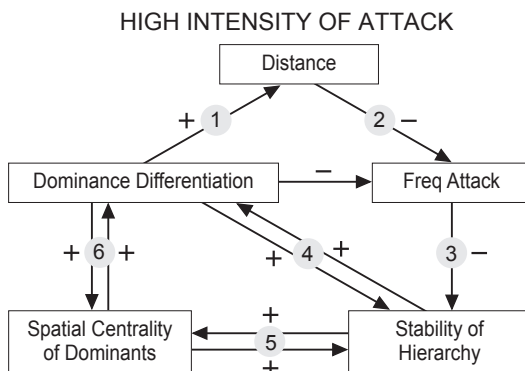 HIGH INTENSITY OF ATTACK
Distance
+ 1
2 −
Dominance Differentiation
−
Freq Attack
+ 6 +
+ 4 +
3 −
Spatial Centrality
of Dominants
+
5
+
Stability of
Hierarchy